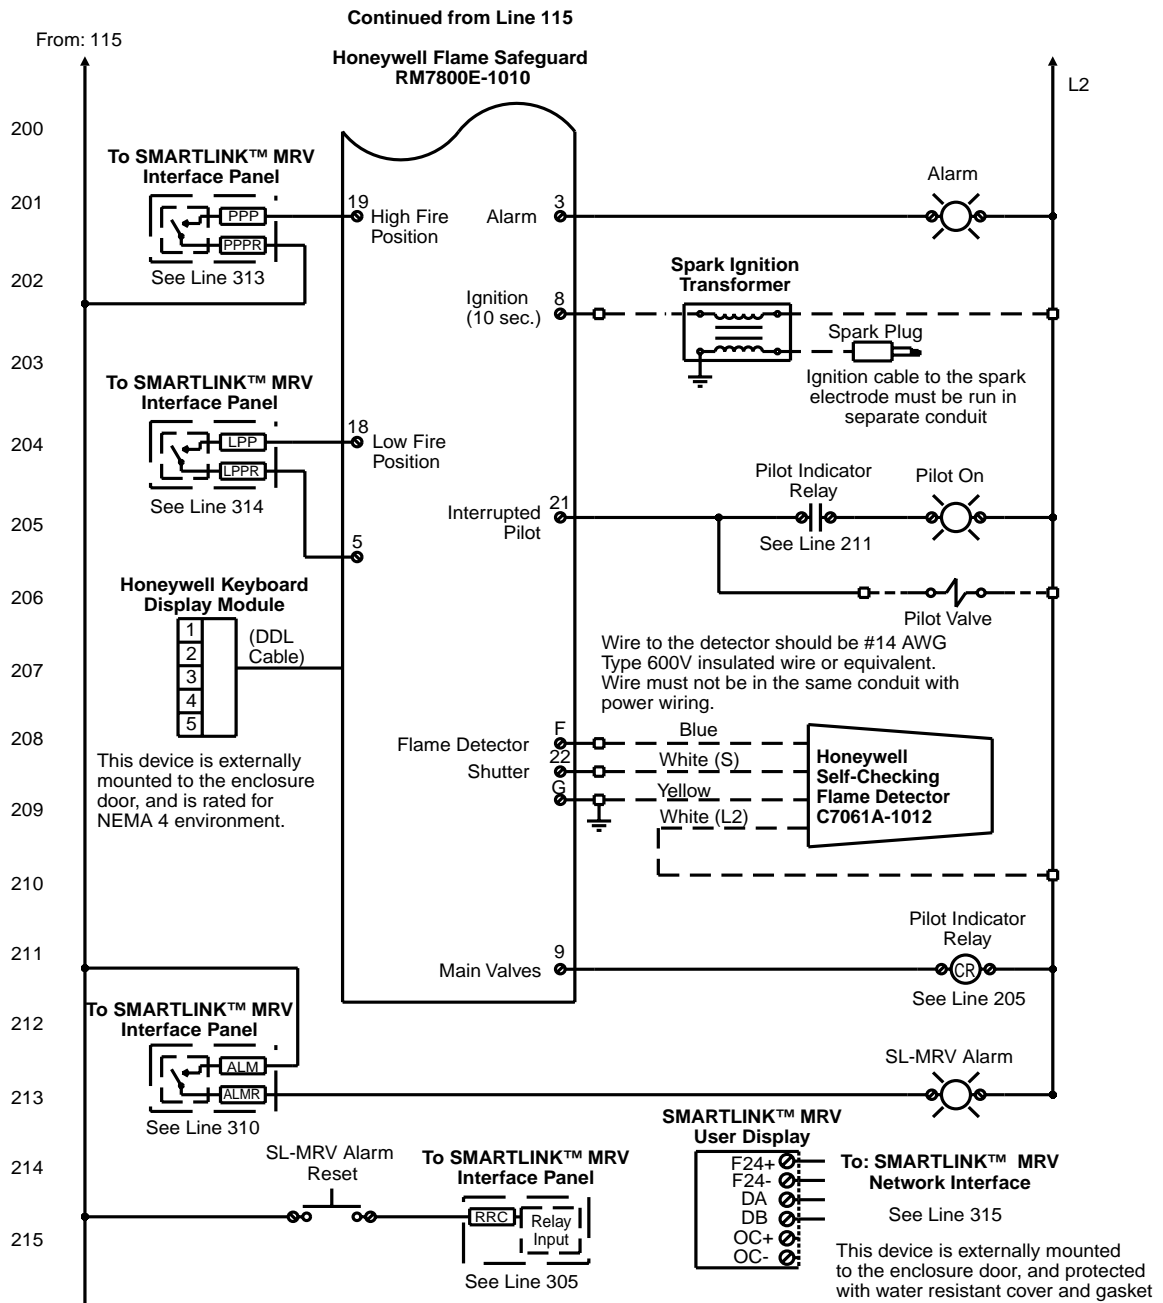 Continued from Line 115
From: 115
Honeywell Flame Safeguard
RM7800E-1010
L2
200
To SMARTLINK™ MRV
Interface Panel
Alarm
201
PPP
PPPR
19
High Fire
Position
Alarm
3
See Line 313
202
Spark Ignition
Transformer
Ignition
(10 sec.)
8
Spark Plug
203
Ignition cable to the spark
electrode must be run in
separate conduit
To SMARTLINK™ MRV
Interface Panel
204
LPP
LPPR
18
Low Fire
Position
See Line 314
Pilot Indicator
Relay
Pilot On
205
Interrupted
Pilot
21
See Line 211
5
206
Honeywell Keyboard
Display Module
Pilot Valve
1
2
3
4
5
(DDL
Cable)
207
Wire to the detector should be #14 AWG
Type 600V insulated wire or equivalent.
Wire must not be in the same conduit with
power wiring.
208
Flame Detector
F
Blue
Shutter
22
White (S)
G
Yellow
White (L2)
Honeywell
Self-Checking
Flame Detector
C7061A-1012
This device is externally
mounted to the enclosure
door, and is rated for
NEMA 4 environment.
209
210
Pilot Indicator
Relay
211
Main Valves
9
CR
See Line 205
212
To SMARTLINK™ MRV
Interface Panel
SL-MRV Alarm
213
ALM
ALMR
See Line 310
214
SL-MRV Alarm
Reset
To SMARTLINK™ MRV
Interface Panel
RRC
Relay
Input
See Line 305
215
SMARTLINK™ MRV
User Display
F24+
F24-
DA
DB
OC+
OC-
To: SMARTLINK™ MRV
Network Interface
See Line 315
This device is externally mounted
to the enclosure door, and protected
with water resistant cover and gasket